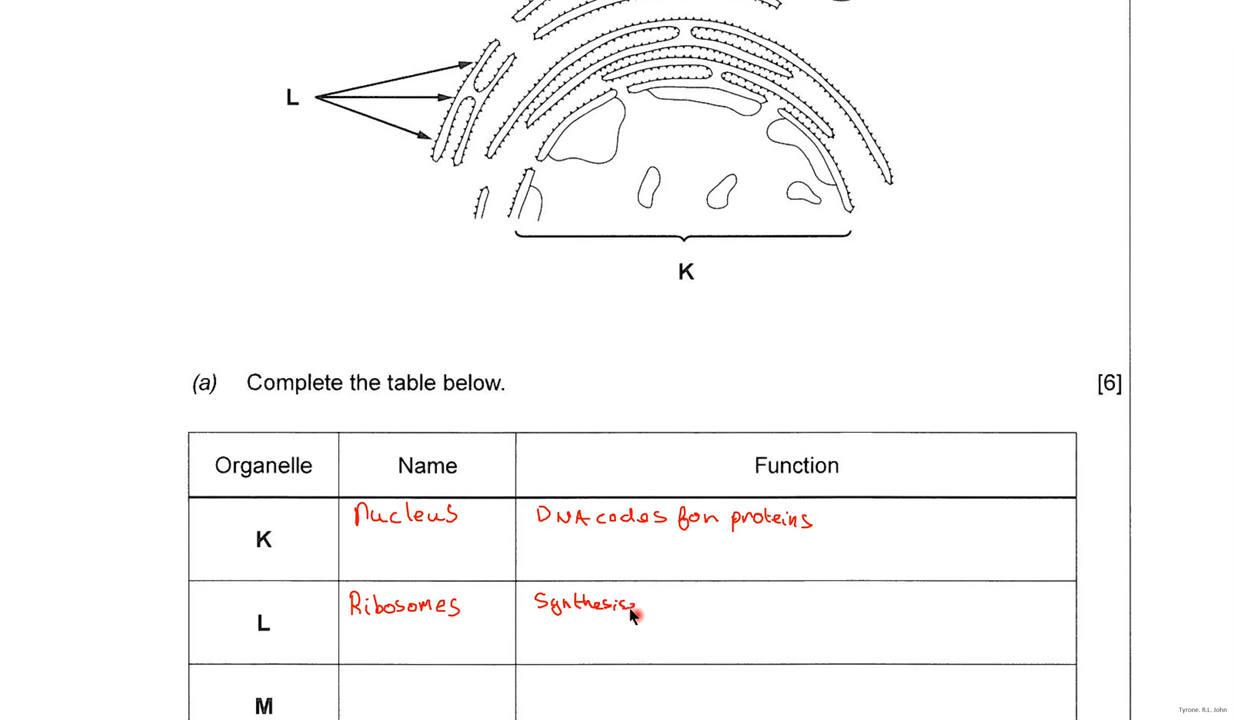 L
K
(a) Complete the table below. [6]
Organelle Name Function
K Nucleus DNA codes for proteins
L Ribosomes Synthesis
M
Tyrone. R.L. John